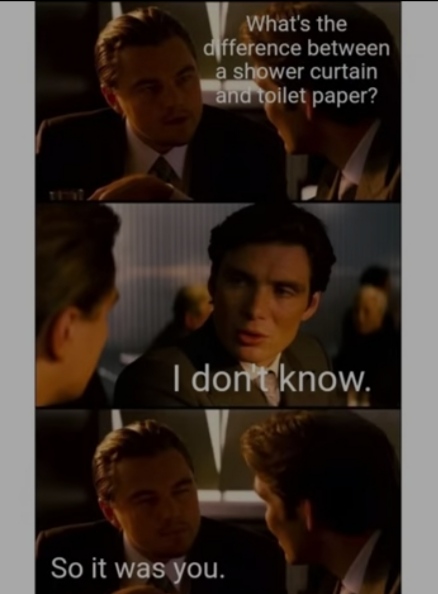 What's the
difference between
a shower curtain
and toilet paper?
I don't know.
So it was you.